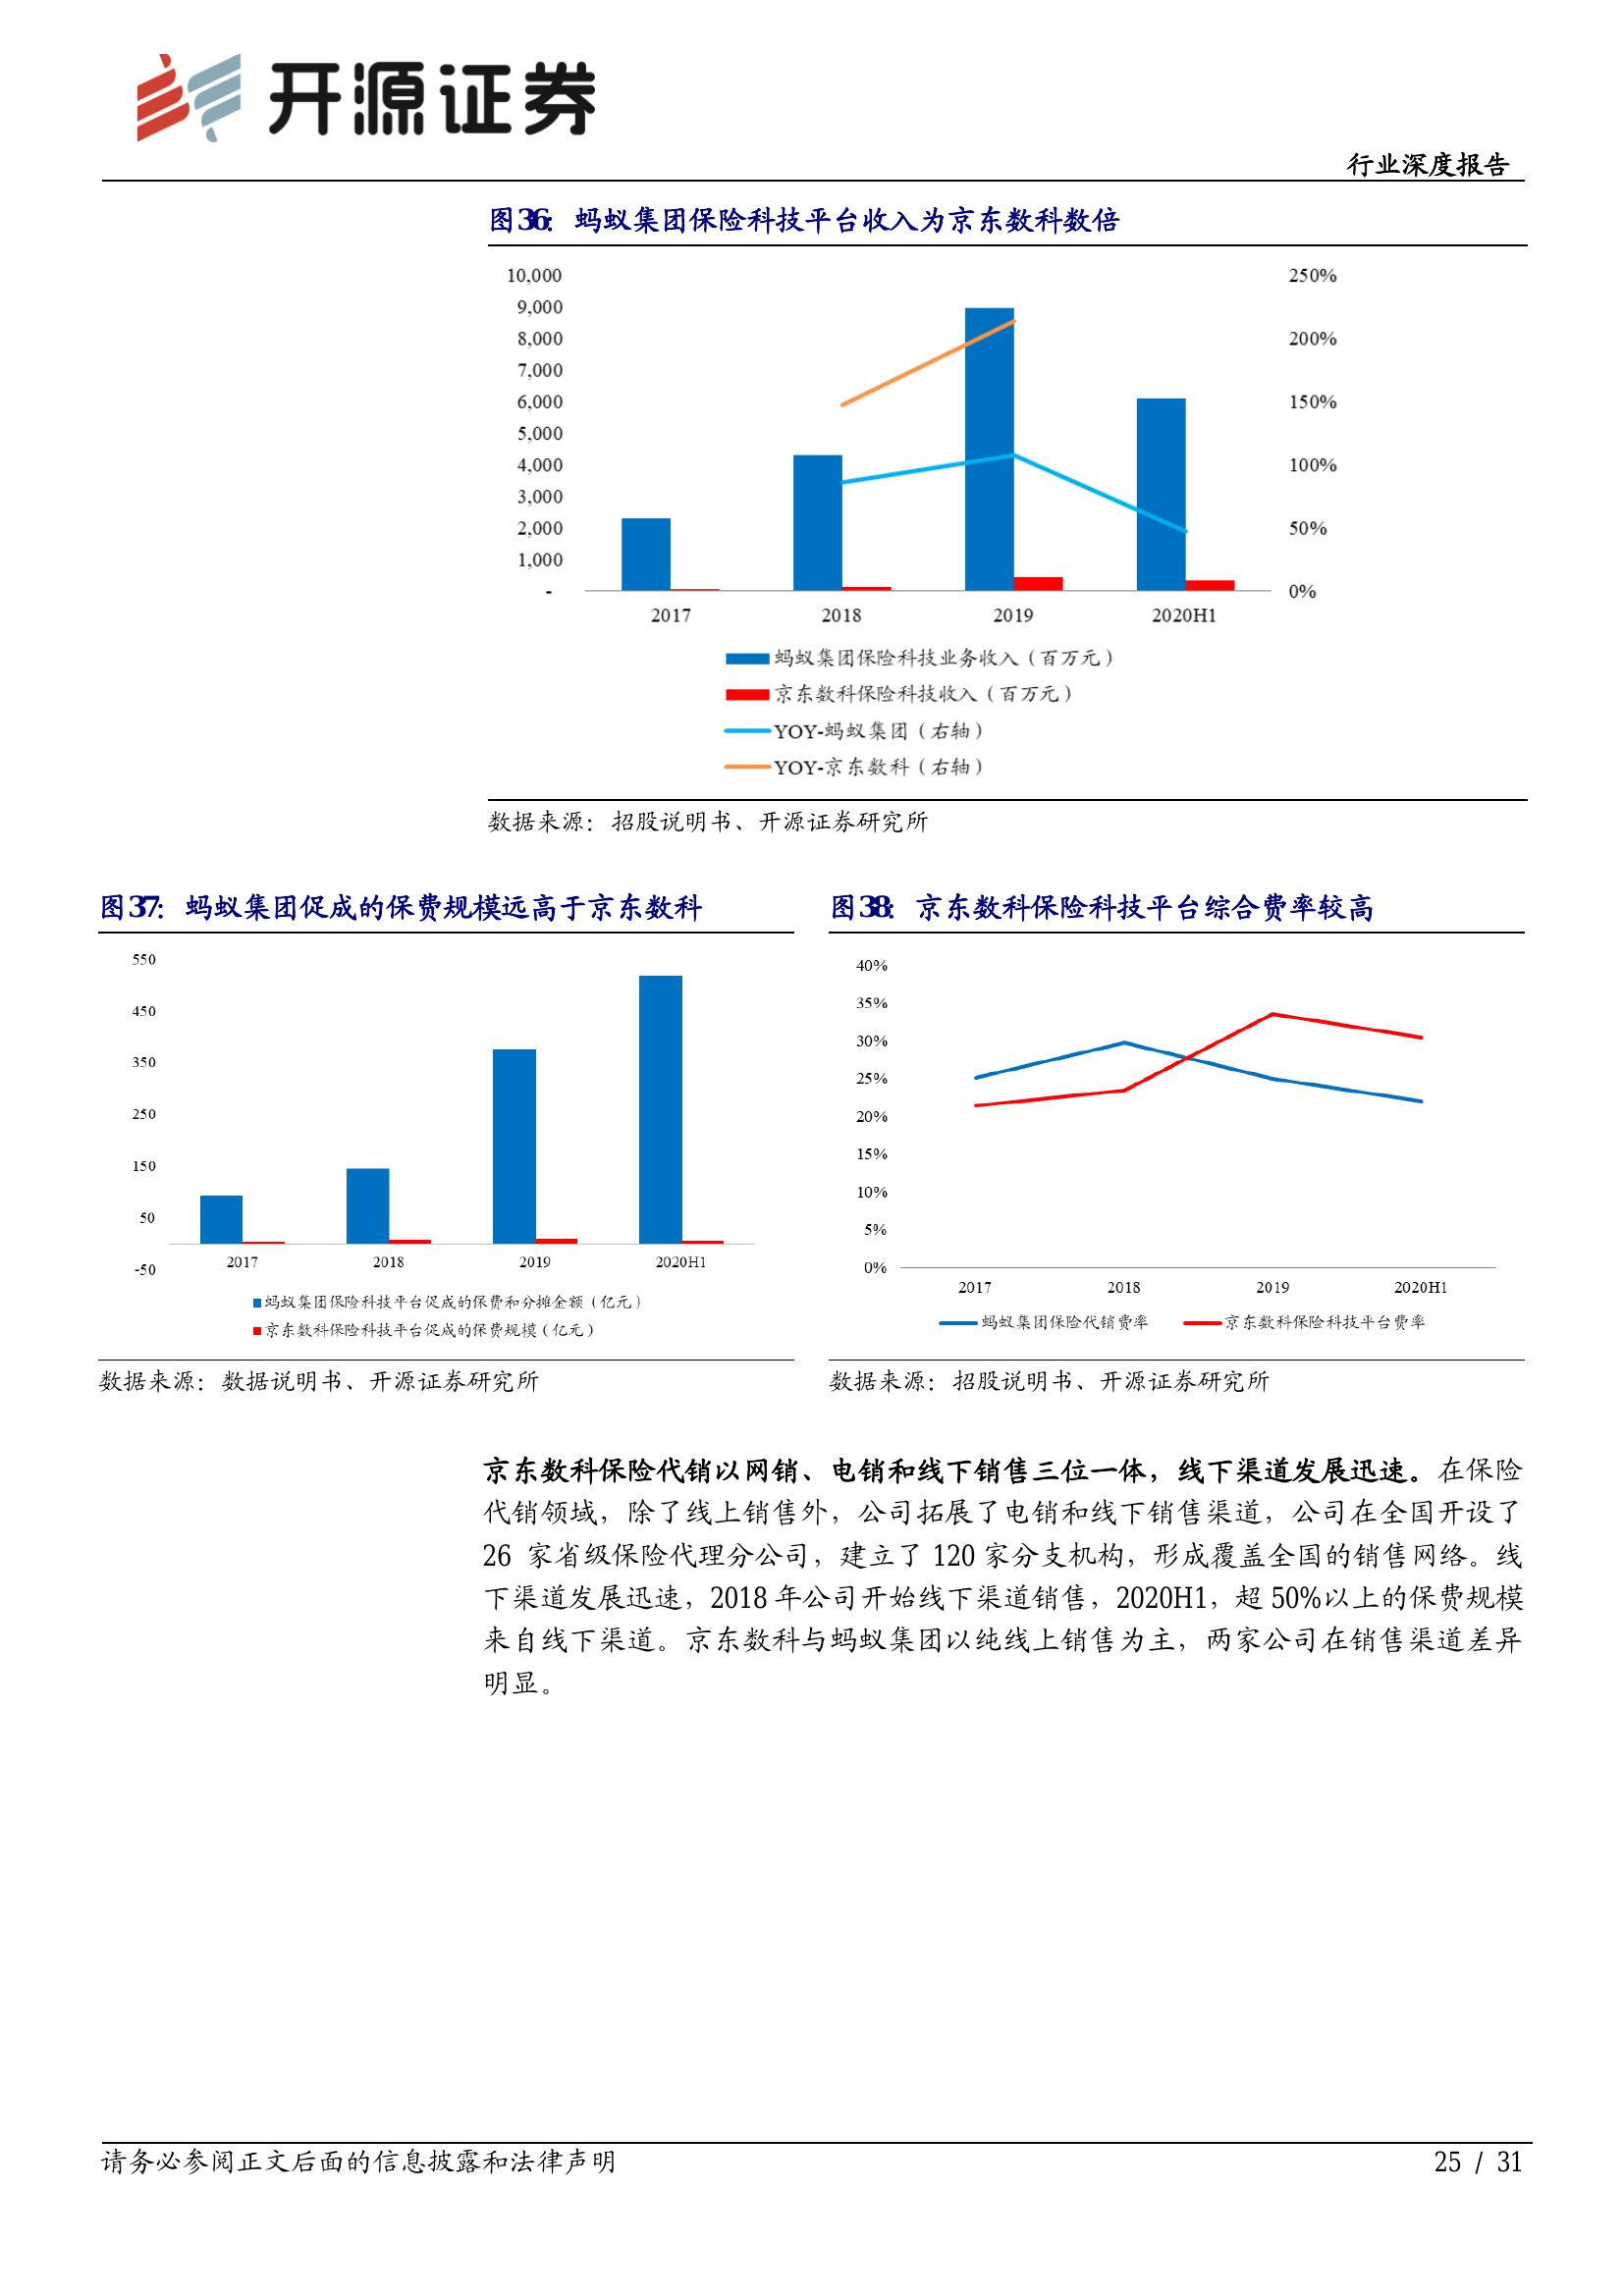 开源证券
行业深度报告
图36：蚂蚁集团保险科技平台收入为京东数科数倍
10,000
9,000
8,000
7,000
6,000
5,000
4,000
3,000
2,000
1,000
-
250%
200%
150%
100%
50%
0%
2017 2018 2019 2020H1
蚂蚁集团保险科技业务收入（百万元）
京东数科保险科技收入（百万元）
YOY-蚂蚁集团（右轴）
YOY-京东数科（右轴）
数据来源：招股说明书、开源证券研究所
图37：蚂蚁集团促成的保费规模远高于京东数科
550
450
350
250
150
50
-50
2017 2018 2019 2020H1
蚂蚁集团保险科技平台促成的保费和分摊金额（亿元）
京东数科保险科技平台促成的保费规模（亿元）
数据来源：数据说明书、开源证券研究所
图38：京东数科保险科技平台综合费率较高
40%
35%
30%
25%
20%
15%
10%
5%
0%
2017 2018 2019 2020H1
蚂蚁集团保险代销费率 京东数科保险科技平台费率
数据来源：招股说明书、开源证券研究所
京东数科保险代销以网销、电销和线下销售三位一体，线下渠道发展迅速。在保险
代销领域，除了线上销售外，公司拓展了电销和线下销售渠道，公司在全国开设了
26 家省级保险代理分公司，建立了 120 家分支机构，形成覆盖全国的销售网络。线
下渠道发展迅速，2018 年公司开始线下渠道销售，2020H1，超 50%以上的保费规模
来自线下渠道。京东数科与蚂蚁集团以纯线上销售为主，两家公司在销售渠道差异
明显。
请务必参阅正文后面的信息披露和法律声明
25 / 31